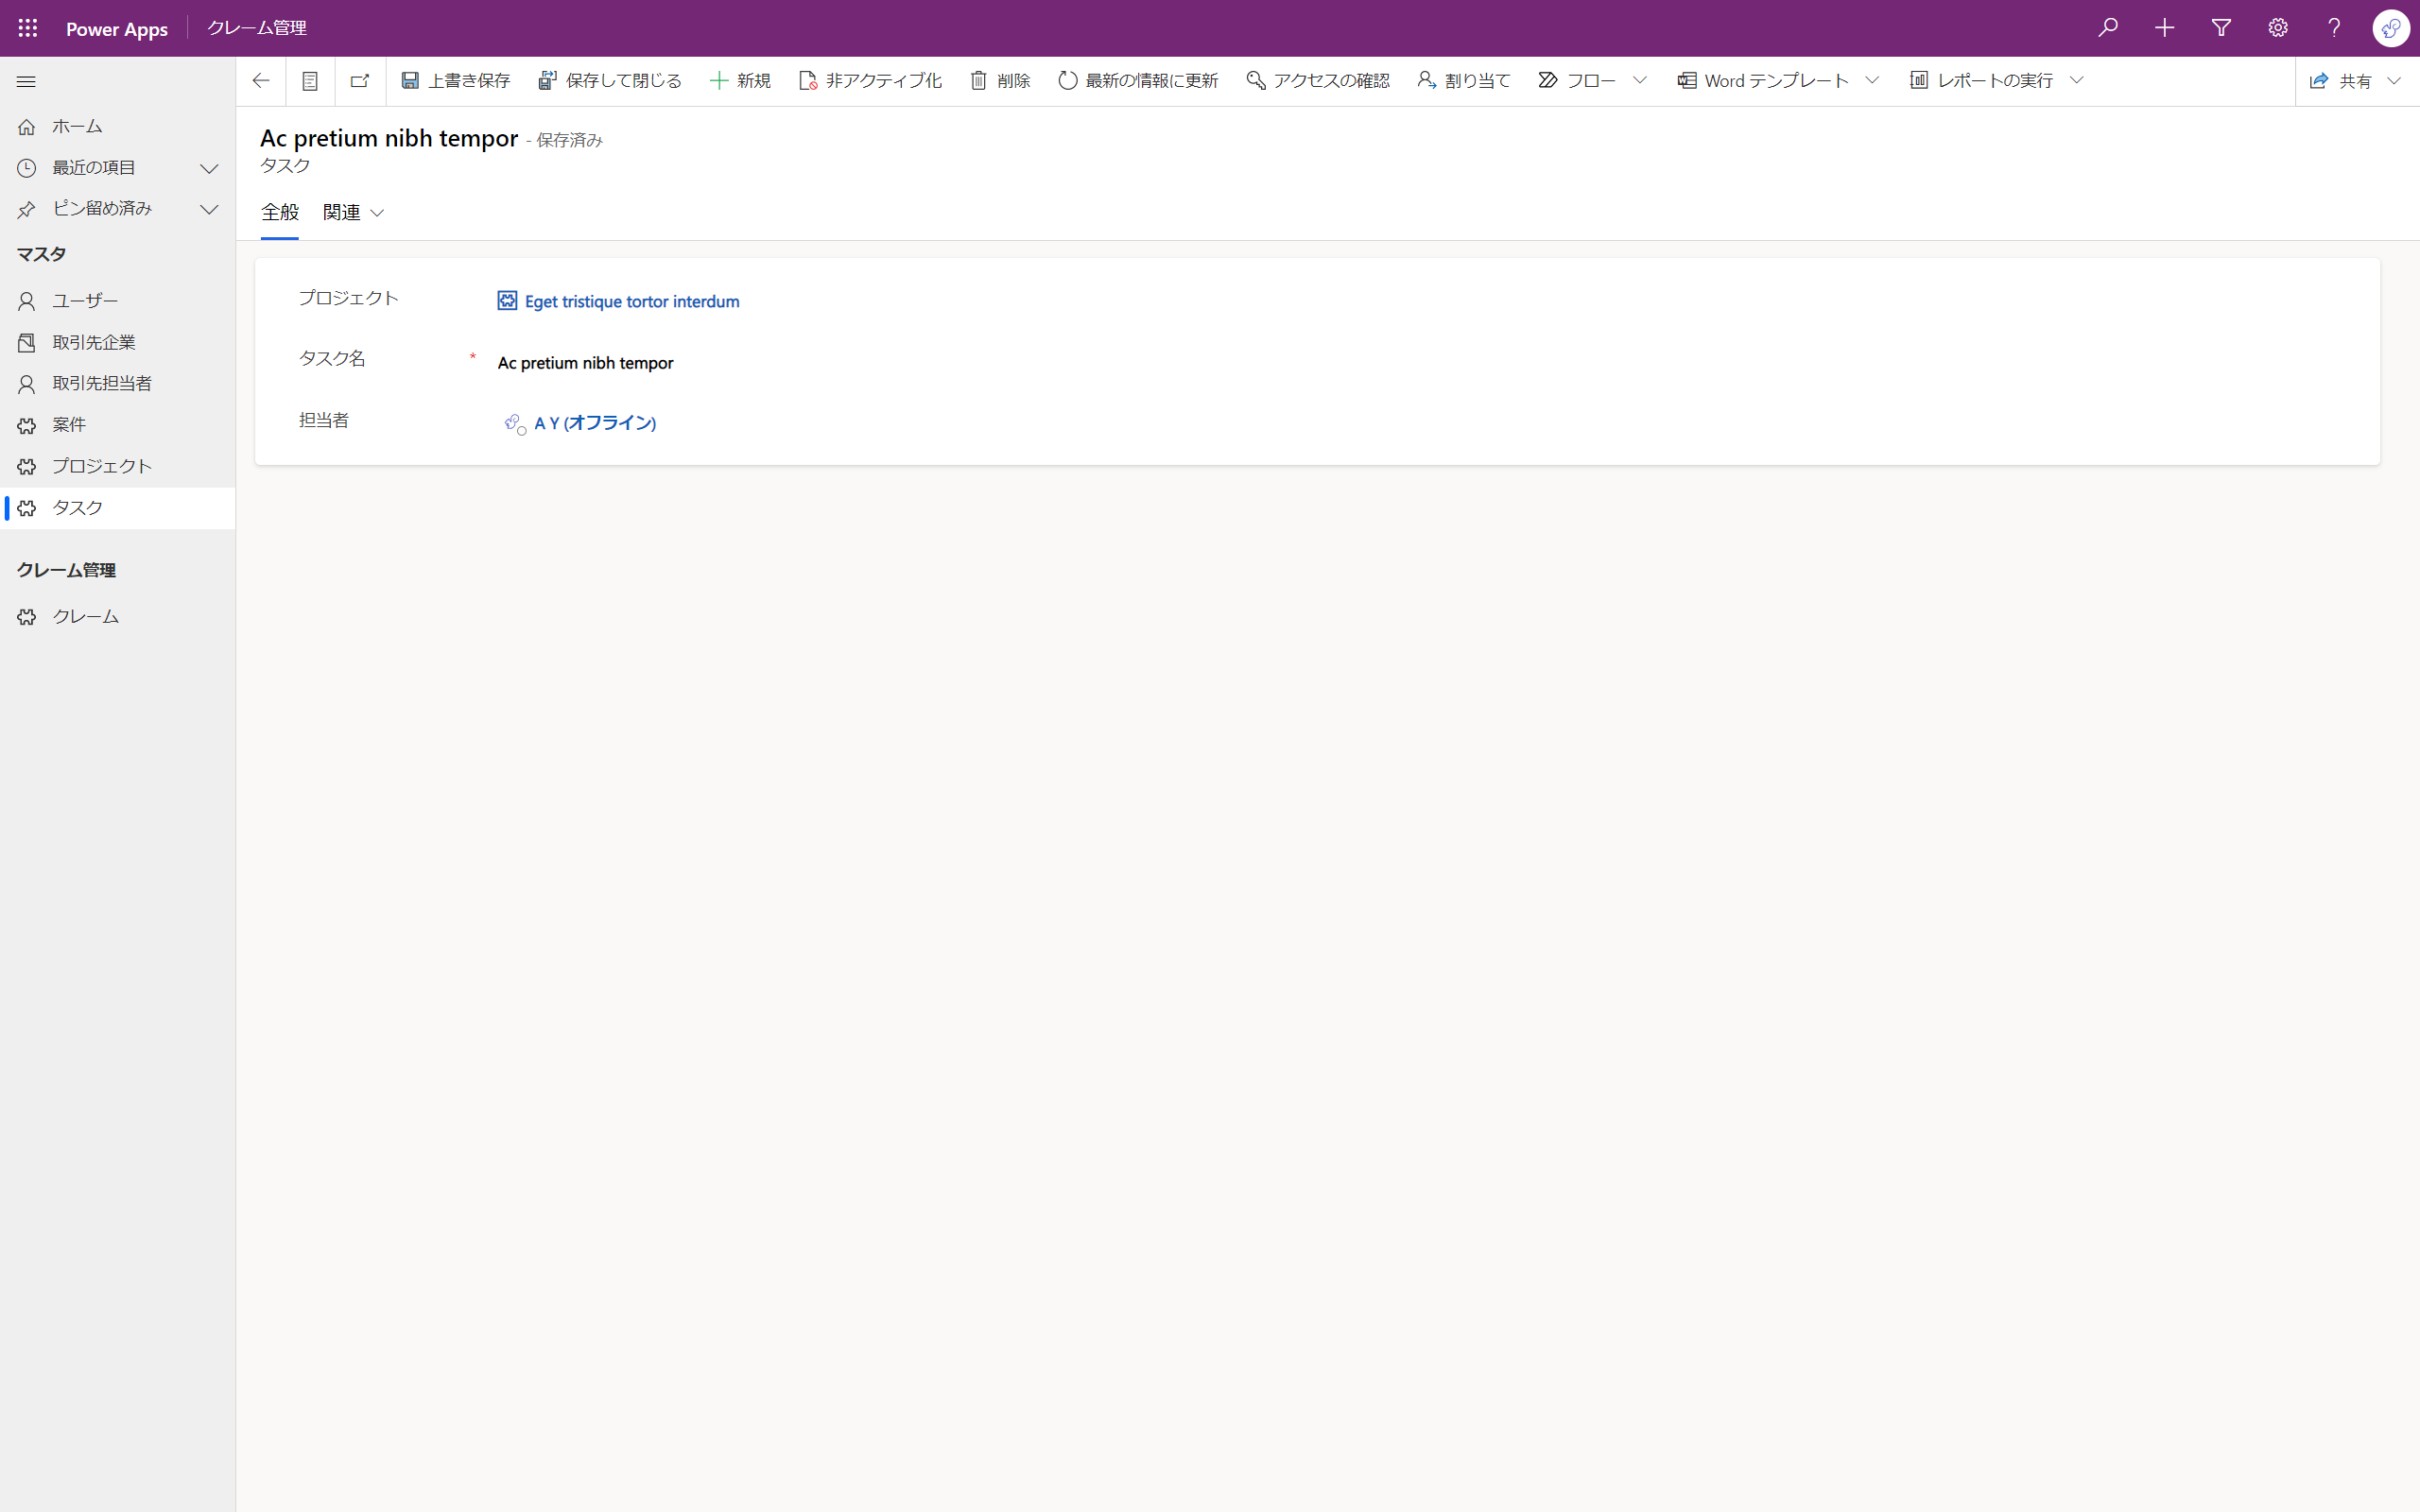 Power Apps クレーム管理
上書き保存 保存して閉じる 新規 非アクティブ化 削除 最新の情報に更新 アクセスの確認 割り当て フロー Word テンプレート レポートの実行 共有
ホーム
最近の項目
ピン留め済み
マスタ
ユーザー
取引先企業
取引先担当者
案件
プロジェクト
タスク
クレーム管理
クレーム
Ac pretium nibh tempor - 保存済み
タスク
全般 関連
プロジェクト Eget tristique tortor interdum
タスク名 * Ac pretium nibh tempor
担当者 A Y (オフライン)